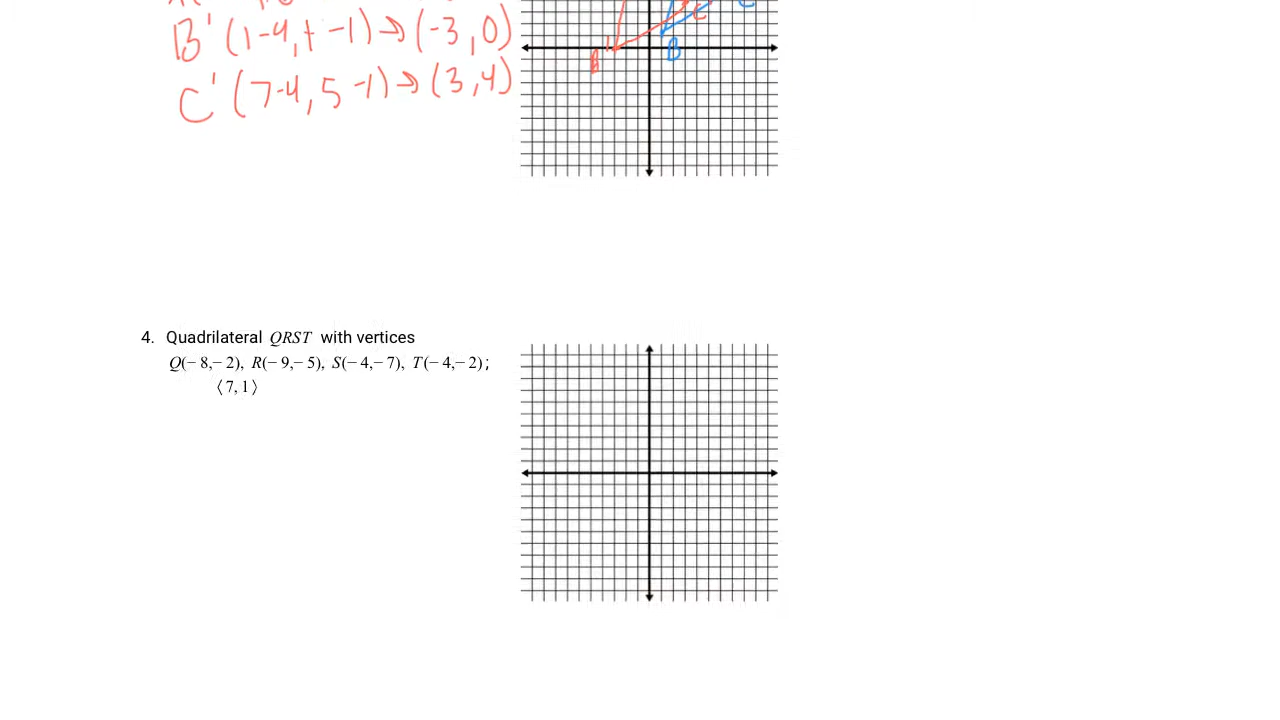 B'(1-4,1-1)→(-3,0)
C'(7-4,5-1)→(3,4)
C
B
B'
4. Quadrilateral QRST with vertices
Q(−8,−2), R(−9,−5), S(−4,−7), T(−4,−2);
⟨7,1⟩